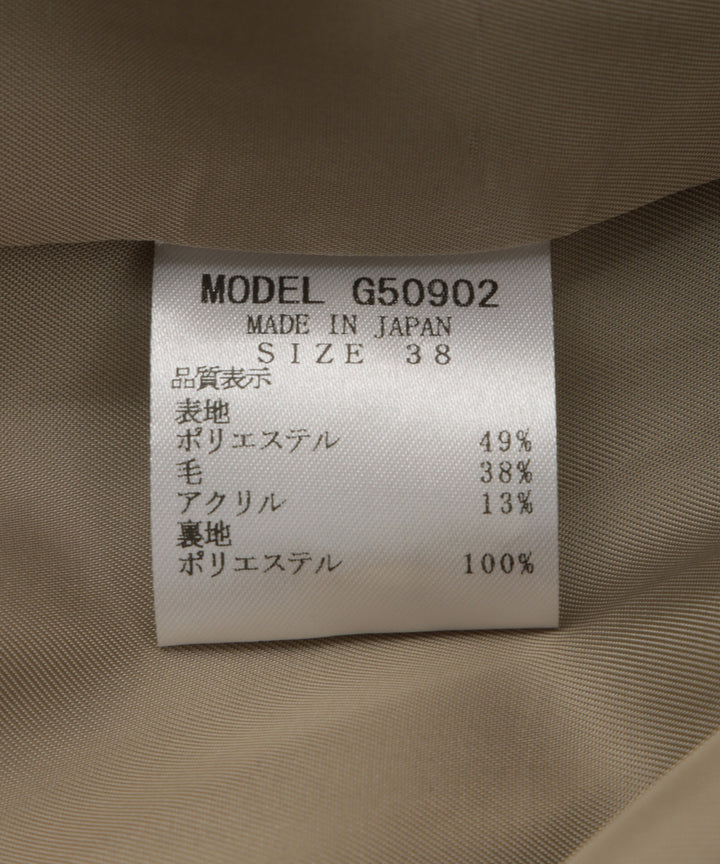 MODEL G50902
MADE IN JAPAN
SIZE 38
品質表示
表地
ポリエステル 49%
毛 38%
アクリル 13%
裏地
ポリエステル 100%